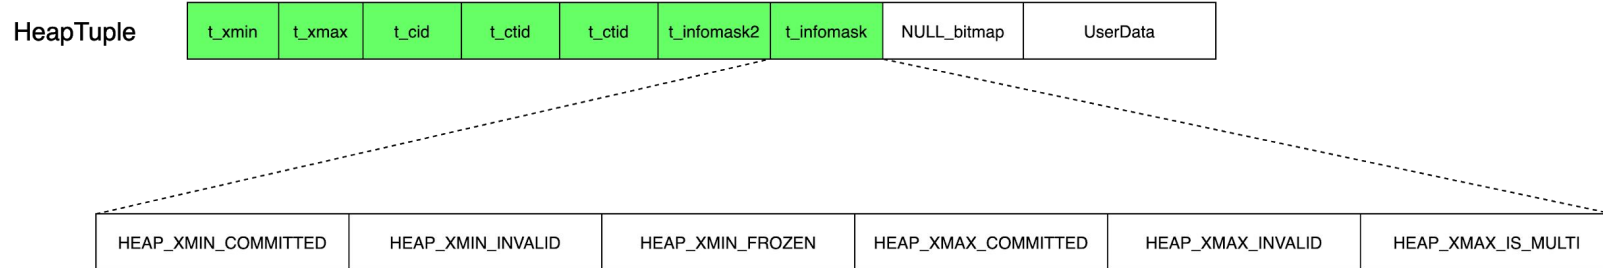 HeapTuple t_xmin t_xmax t_cid t_ctid t_ctid t_infomask2 t_infomask NULL_bitmap UserData
HEAP_XMIN_COMMITTED HEAP_XMIN_INVALID HEAP_XMIN_FROZEN HEAP_XMAX_COMMITTED HEAP_XMAX_INVALID HEAP_XMAX_IS_MULTI